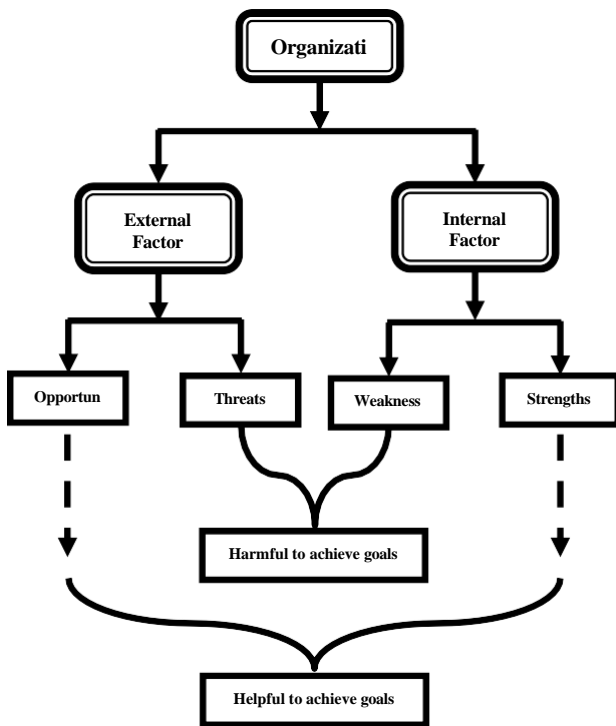 Organizati
External
Factor
Internal
Factor
Opportun
Threats
Weakness
Strengths
Harmful to achieve goals
Helpful to achieve goals